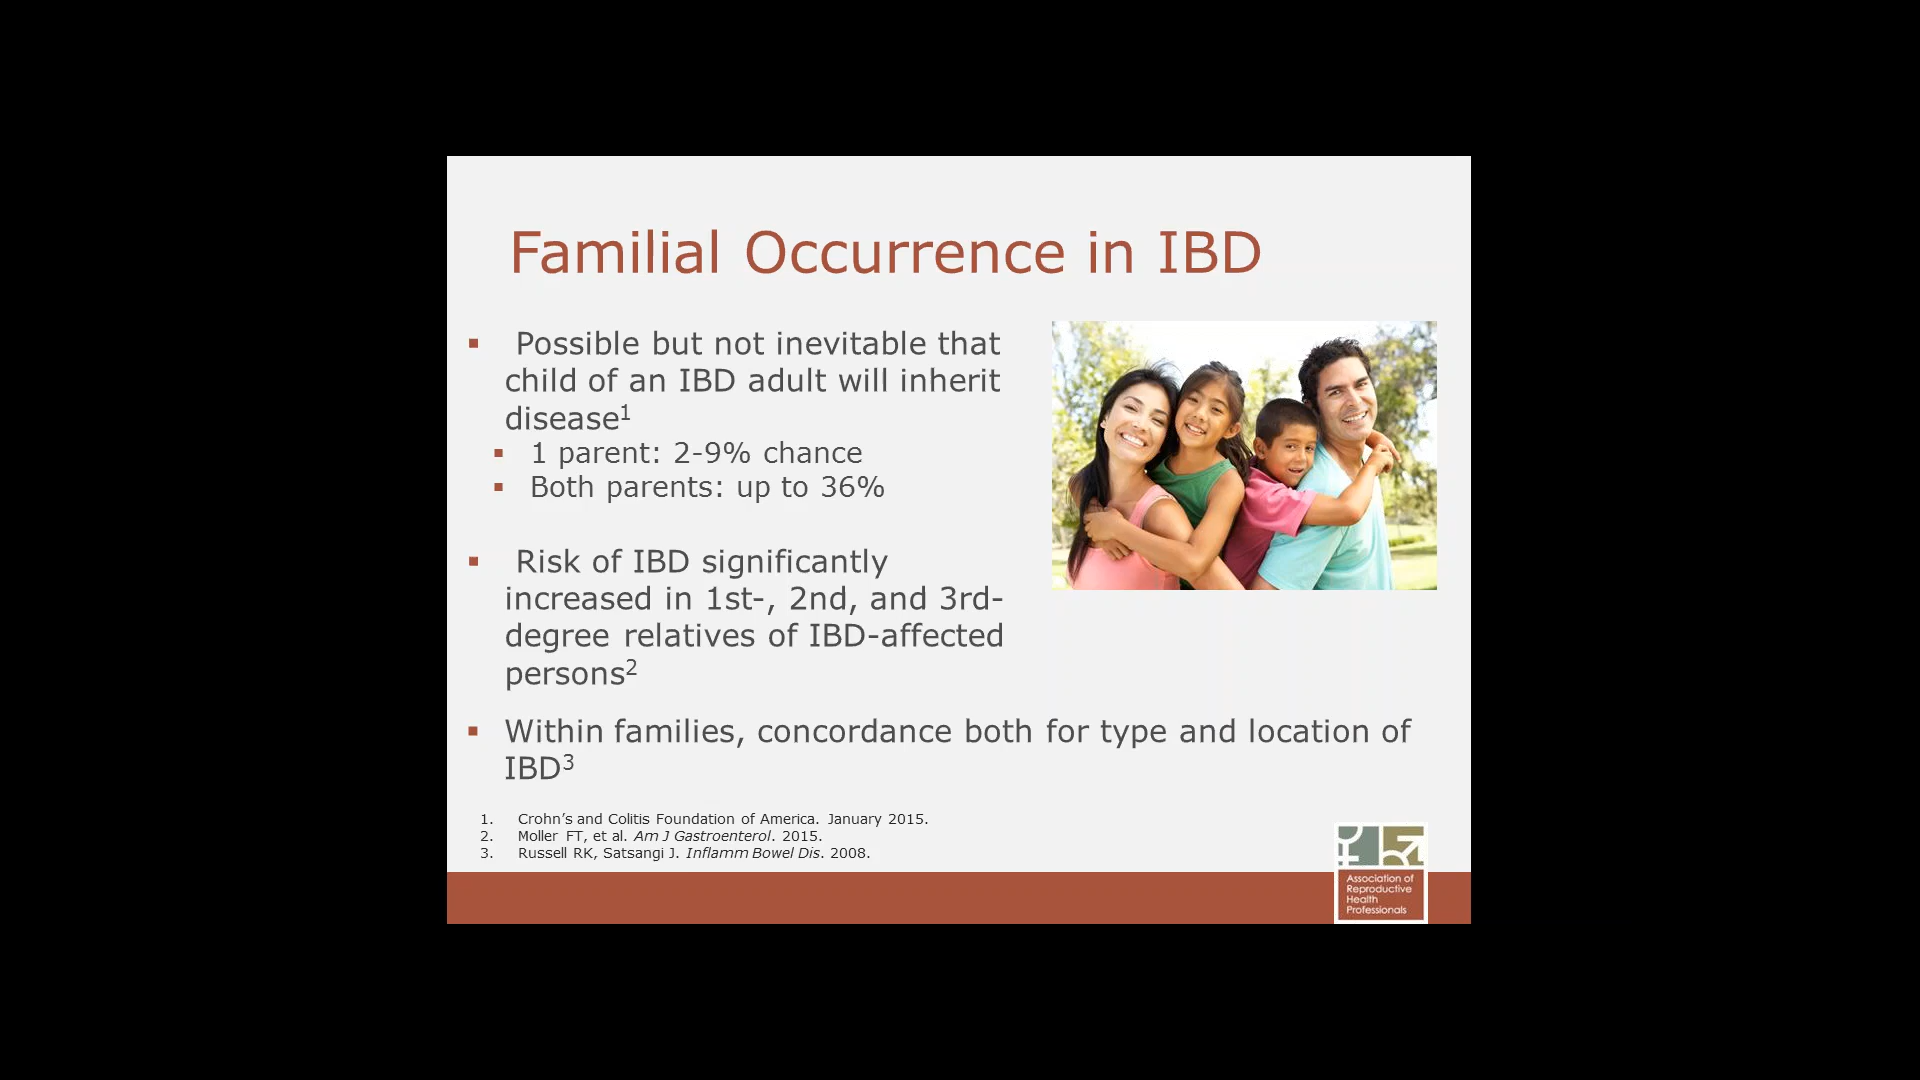 Familial Occurrence in IBD
▪ Possible but not inevitable that
child of an IBD adult will inherit
disease¹
▪ 1 parent: 2-9% chance
▪ Both parents: up to 36%
▪ Risk of IBD significantly
increased in 1st-, 2nd, and 3rd-
degree relatives of IBD-affected
persons²
▪ Within families, concordance both for type and location of
IBD³
1. Crohn’s and Colitis Foundation of America. January 2015.
2. Moller FT, et al. Am J Gastroenterol. 2015.
3. Russell RK, Satsangi J. Inflamm Bowel Dis. 2008.
Association of
Reproductive
Health
Professionals